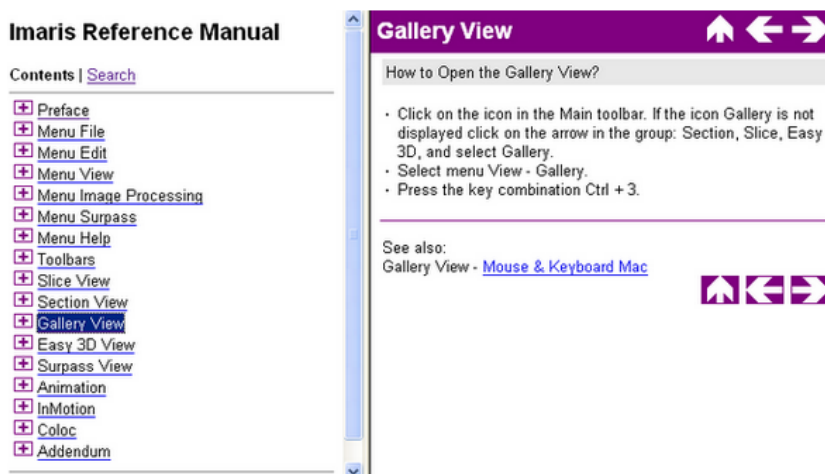 Imaris Reference Manual
Contents | Search
Preface
Menu File
Menu Edit
Menu View
Menu Image Processing
Menu Surpass
Menu Help
Toolbars
Slice View
Section View
Gallery View
Easy 3D View
Surpass View
Animation
InMotion
Coloc
Addendum
Gallery View
How to Open the Gallery View?
· Click on the icon in the Main toolbar. If the icon Gallery is not
displayed click on the arrow in the group: Section, Slice, Easy
3D, and select Gallery.
· Select menu View - Gallery.
· Press the key combination Ctrl + 3.
See also:
Gallery View - Mouse & Keyboard Mac